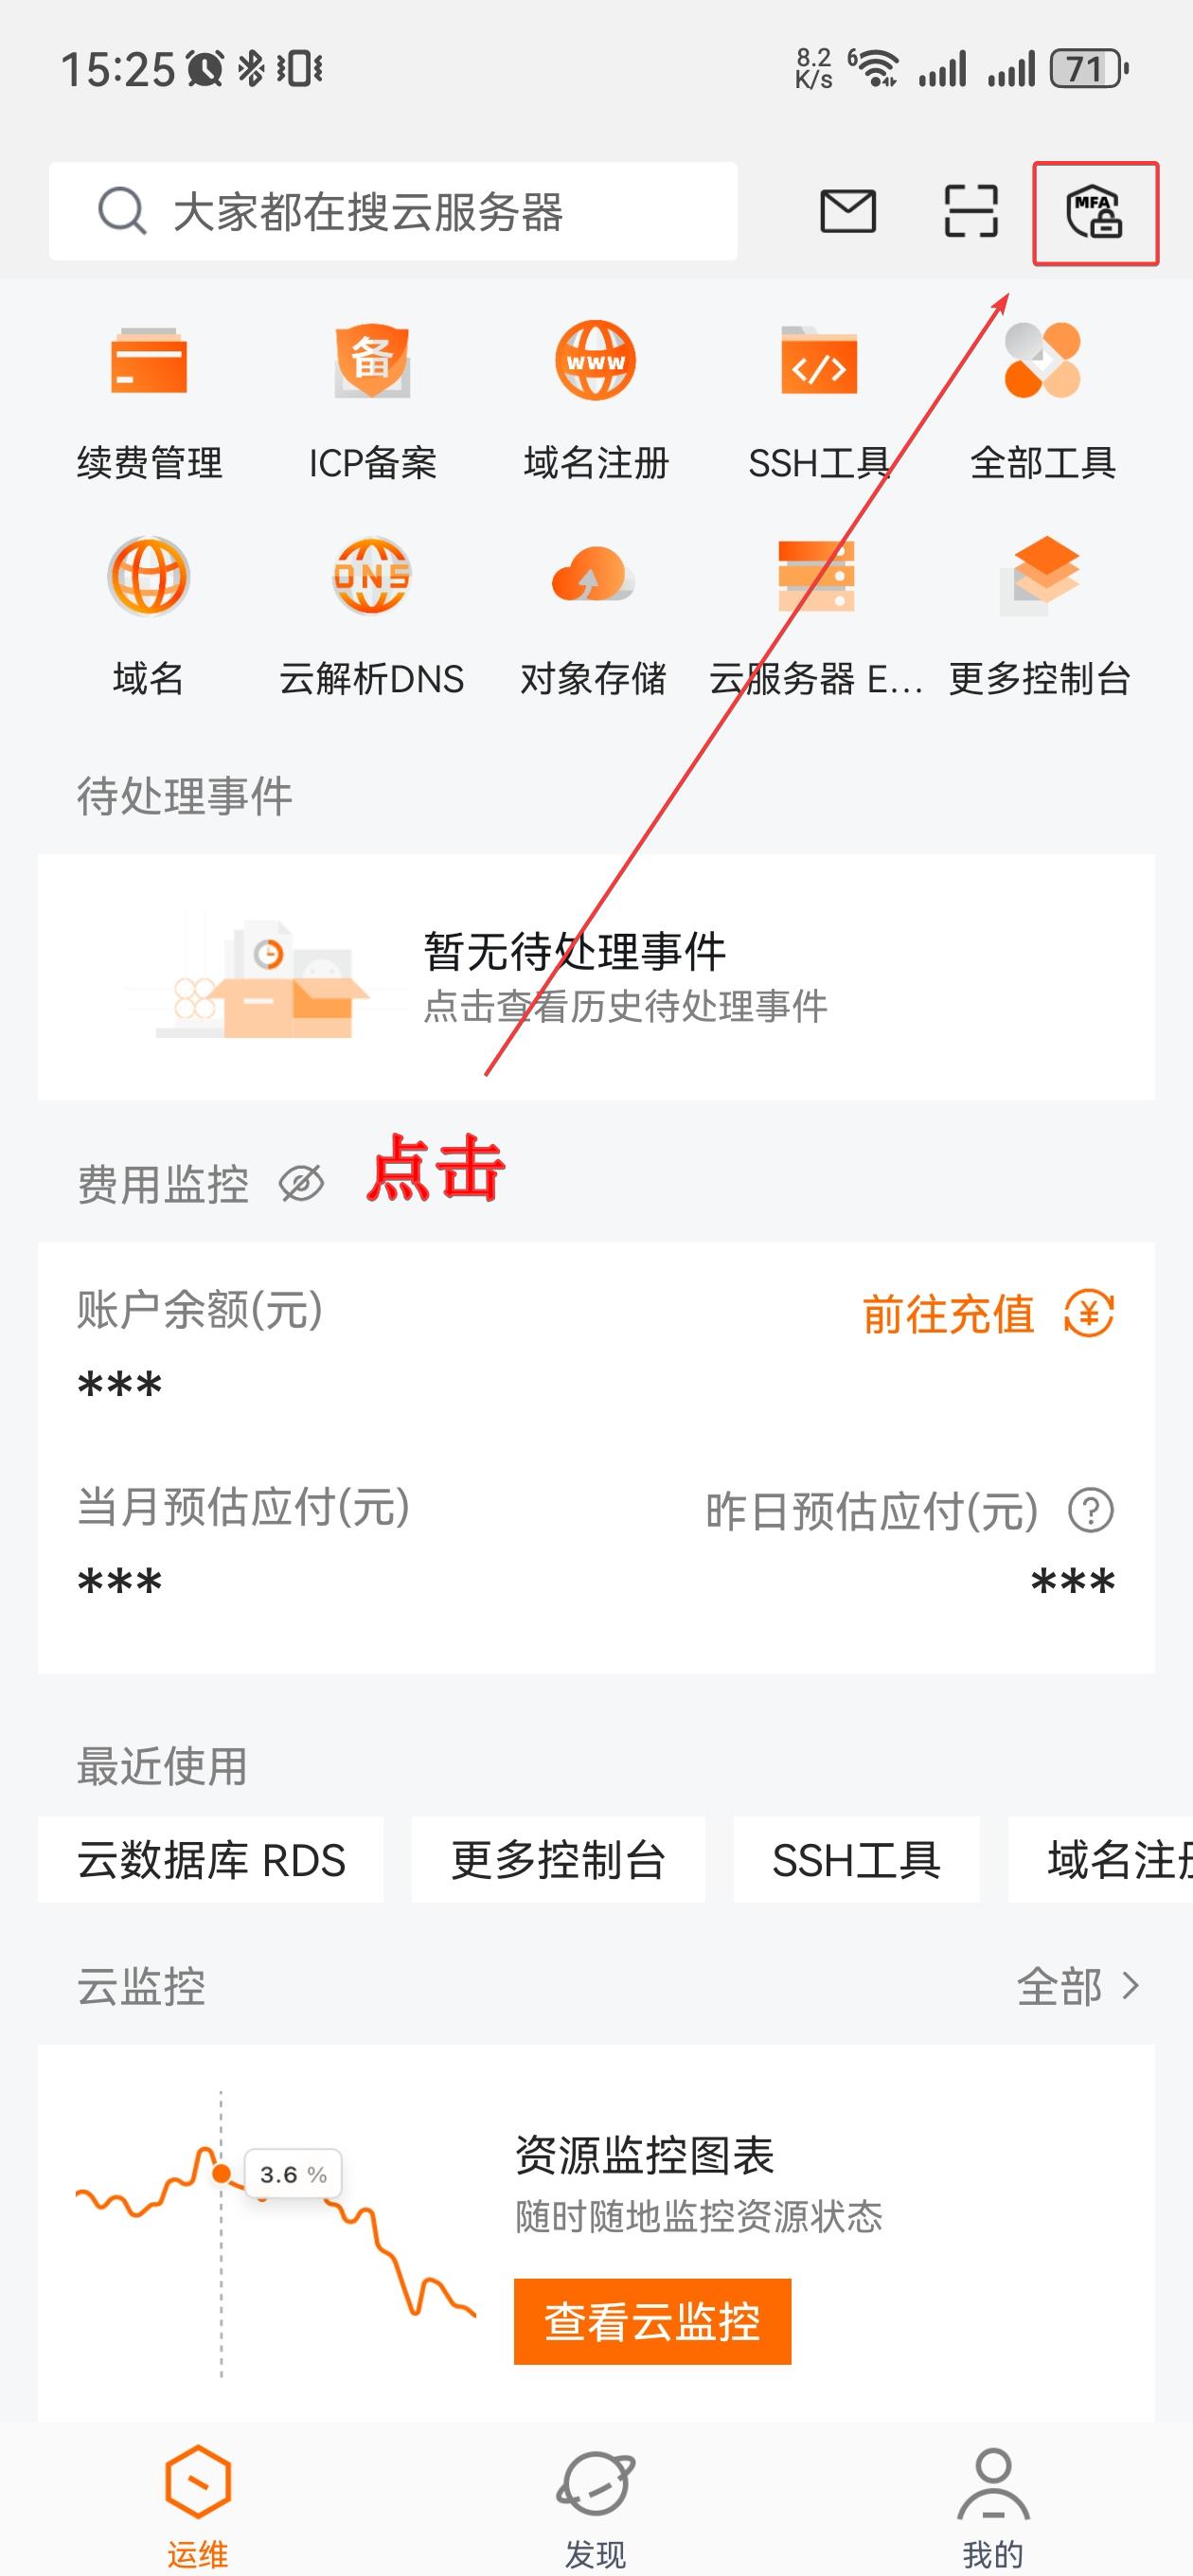 15:25
8.2
K/s
6
71
大家都在搜云服务器
MFA
备
www
</>
续费管理
ICP备案
域名注册
SSH工具
全部工具
DNS
域名
云解析DNS
对象存储
云服务器 E...
更多控制台
待处理事件
暂无待处理事件
点击查看历史待处理事件
费用监控
点击
账户余额(元)
前往充值
¥
***
当月预估应付(元)
昨日预估应付(元)
?
***
***
最近使用
云数据库 RDS
更多控制台
SSH工具
域名注册
云监控
全部 >
3.6 %
资源监控图表
随时随地监控资源状态
查看云监控
运维
发现
我的